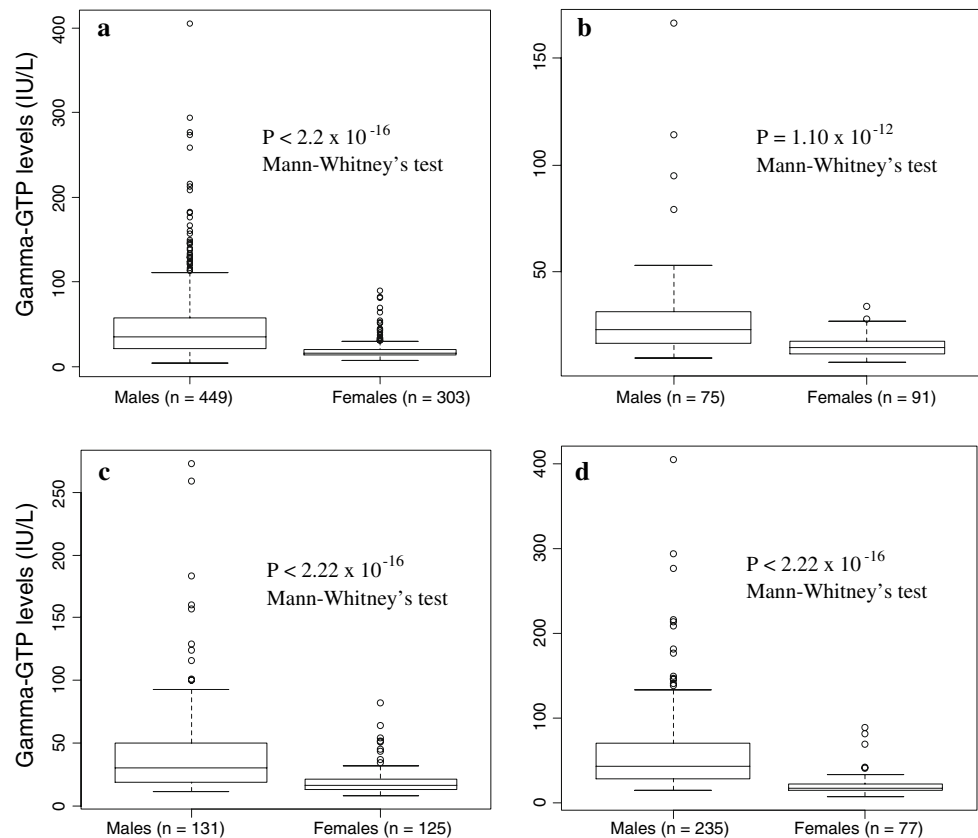 a
Gamma-GTP levels (IU/L)
400
300
200
100
0
P < 2.2 x 10 -16
Mann-Whitney's test
Males (n = 449)
Females (n = 303)
b
150
100
50
P = 1.10 x 10 -12
Mann-Whitney's test
Males (n = 75)
Females (n = 91)
c
Gamma-GTP levels (IU/L)
250
200
150
100
50
0
P < 2.22 x 10 -16
Mann-Whitney's test
Males (n = 131)
Females (n = 125)
d
400
300
200
100
0
P < 2.22 x 10 -16
Mann-Whitney's test
Males (n = 235)
Females (n = 77)